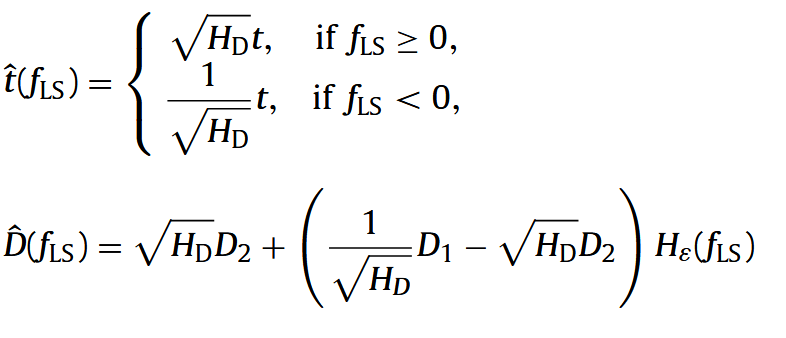 t̂(f_LS) = { √H_D t, if f_LS ≥ 0,
1/√H_D t, if f_LS < 0,
D̂(f_LS) = √H_D D_2 + ( 1/√H_D D_1 − √H_D D_2 ) H_ε(f_LS)